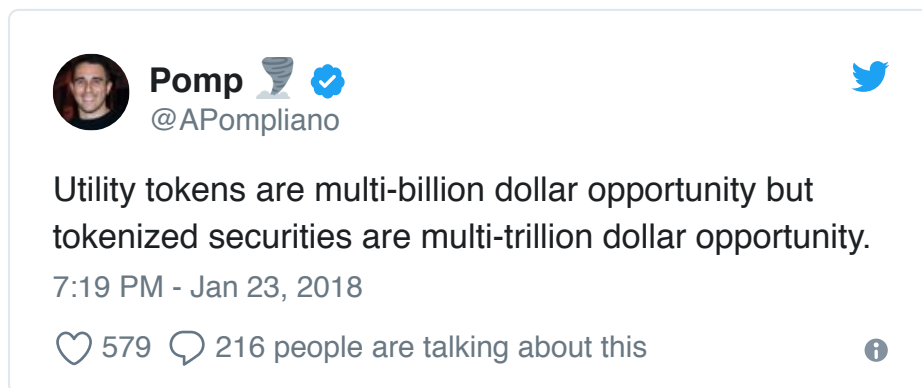 Pomp
@APompliano
Utility tokens are multi-billion dollar opportunity but
tokenized securities are multi-trillion dollar opportunity.
7:19 PM - Jan 23, 2018
579 216 people are talking about this